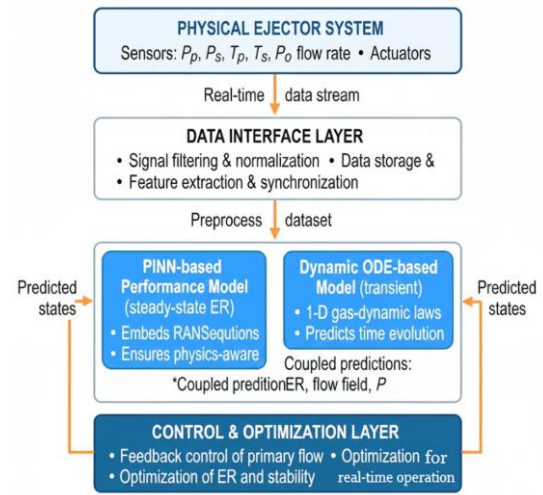 PHYSICAL EJECTOR SYSTEM
Sensors: Pp, Ps, Tp, Ts, Po flow rate • Actuators
Real-time data stream
DATA INTERFACE LAYER
• Signal filtering & normalization • Data storage &
• Feature extraction & synchronization
Preprocess dataset
PINN-based
Performance Model
(steady-state ER)
• Embeds RANSequtions
• Ensures physics-aware
Dynamic ODE-based
Model (transient)
• 1-D gas-dynamic laws
• Predicts time evolution
Coupled predictions:
*Coupled preditionER, flow field, P
Predicted
states
Predicted
states
CONTROL & OPTIMIZATION LAYER
• Feedback control of primary flow • Optimization for
• Optimization of ER and stability real-time operation